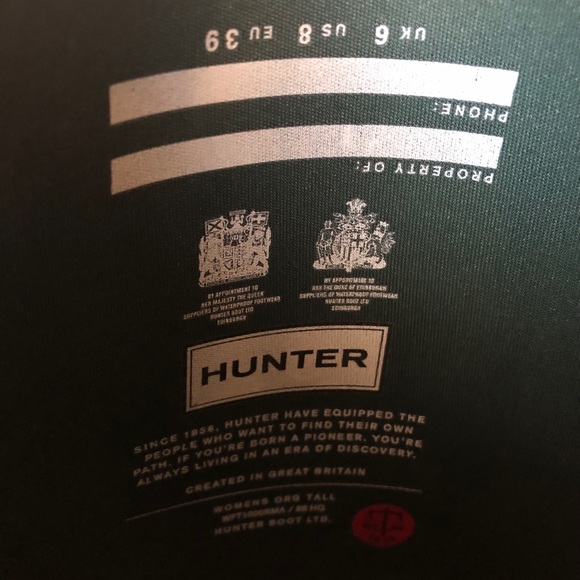 UK 6 US 8 EU 39
PHONE:
PROPERTY OF:
BY APPOINTMENT TO
HER MAJESTY THE QUEEN
SUPPLIERS OF WATERPROOF FOOTWEAR
HUNTER BOOT LTD
EDINBURGH
BY APPOINTMENT TO
HRH THE DUKE OF EDINBURGH
SUPPLIERS OF WATERPROOF FOOTWEAR
HUNTER BOOT LTD
EDINBURGH
HUNTER
SINCE 1856, HUNTER HAVE EQUIPPED THE
PEOPLE WHO WANT TO FIND THEIR OWN
PATH. IF YOU'RE BORN A PIONEER. YOU'RE
ALWAYS LIVING IN AN ERA OF DISCOVERY.
CREATED IN GREAT BRITAIN
WOMENS ORG TALL
HUNTER BOOT LTD.